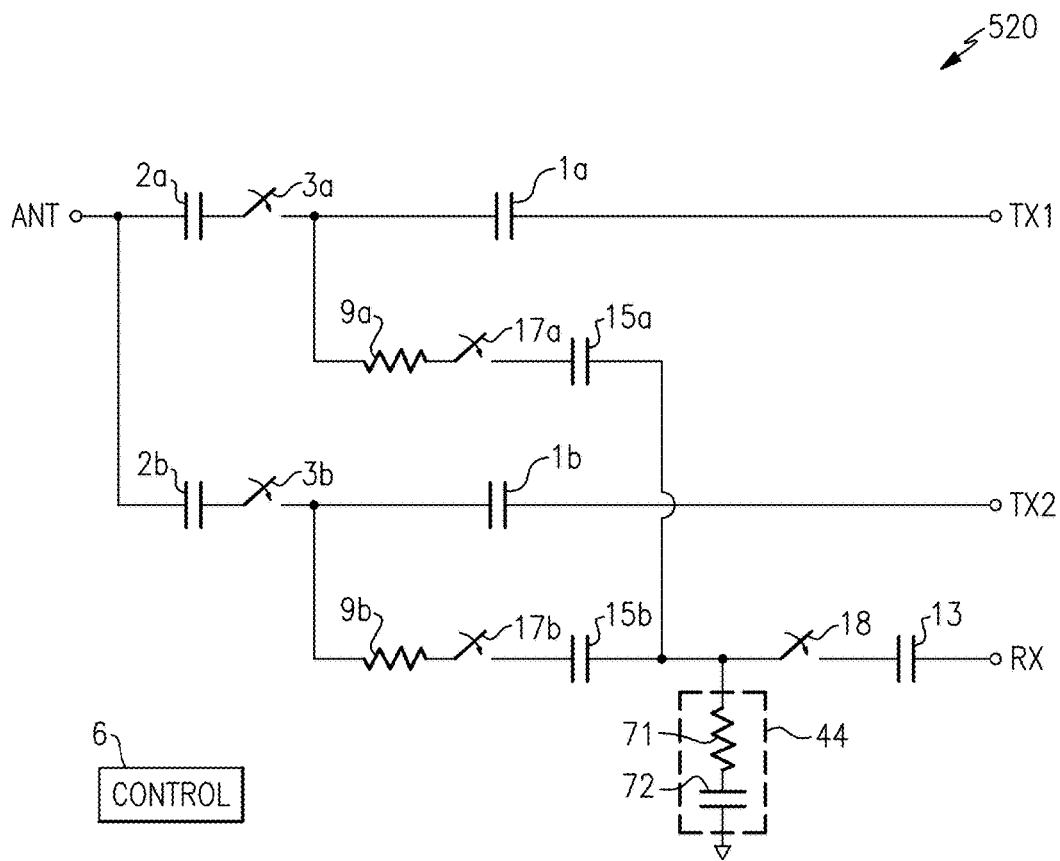 520
2a
3a
1a
ANT
TX1
9a
17a
15a
2b
3b
1b
TX2
9b
17b
15b
18
13
RX
71
44
72
6
CONTROL